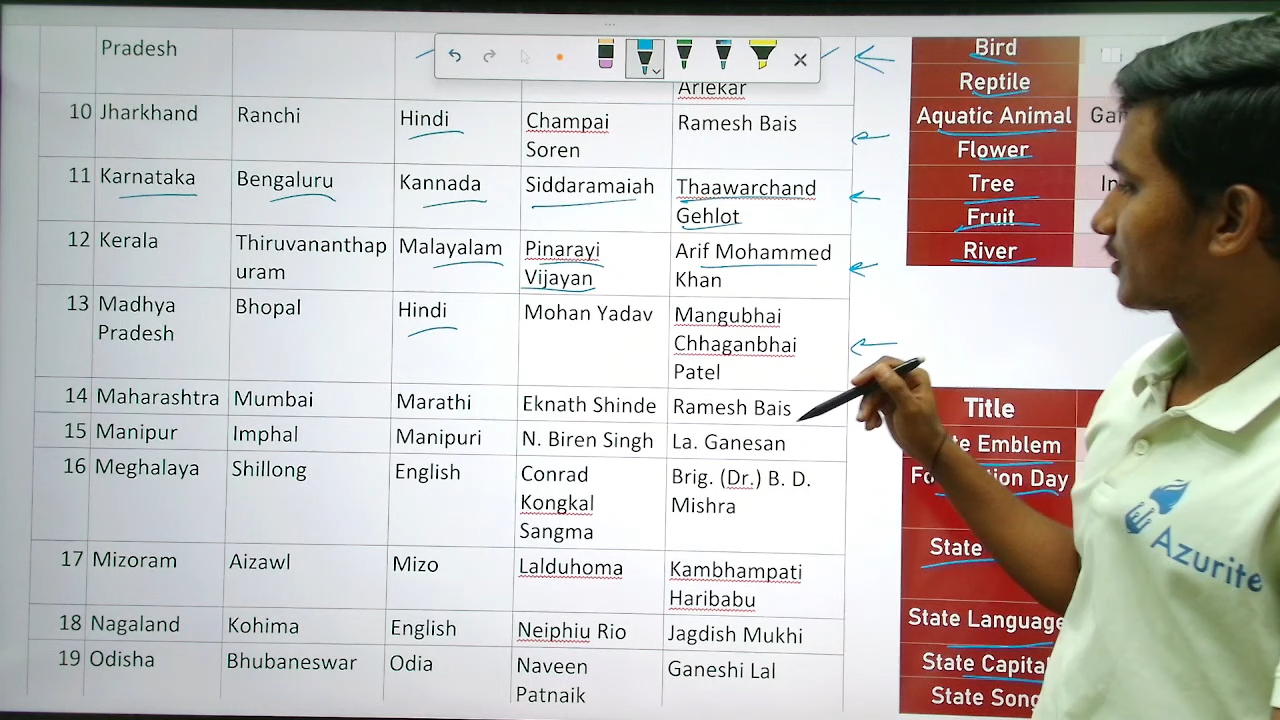 Pradesh
Arlekar
10 Jharkhand Ranchi Hindi Champai Ramesh Bais
Soren
11 Karnataka Bengaluru Kannada Siddaramaiah Thaawarchand
Gehlot
12 Kerala Thiruvananthap Malayalam Pinarayi Arif Mohammed
uram Vijayan Khan
13 Madhya Bhopal Hindi Mohan Yadav Mangubhai
Pradesh Chhaganbhai
Patel
14 Maharashtra Mumbai Marathi Eknath Shinde Ramesh Bais
15 Manipur Imphal Manipuri N. Biren Singh La. Ganesan
16 Meghalaya Shillong English Conrad Brig. (Dr.) B. D.
Kongkal Mishra
Sangma
17 Mizoram Aizawl Mizo Lalduhoma Kambhampati
Haribabu
18 Nagaland Kohima English Neiphiu Rio Jagdish Mukhi
19 Odisha Bhubaneswar Odia Naveen Ganeshi Lal
Patnaik
Bird
Reptile
Aquatic Animal
Flower
Tree
Fruit
River
Title
Emblem
Day
State
State Language
State Capital
State Song
Azurite